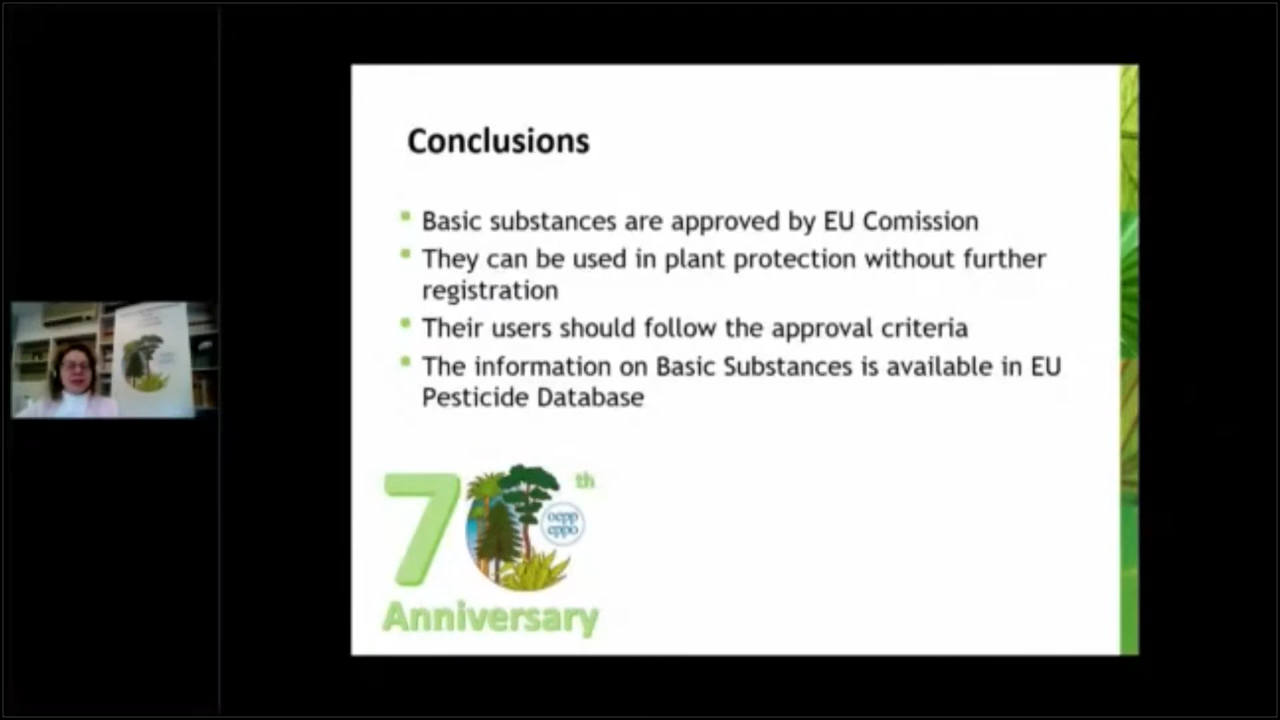 Conclusions
Basic substances are approved by EU Comission
They can be used in plant protection without further
registration
Their users should follow the approval criteria
The information on Basic Substances is available in EU
Pesticide Database
70th
oepp
eppo
Anniversary